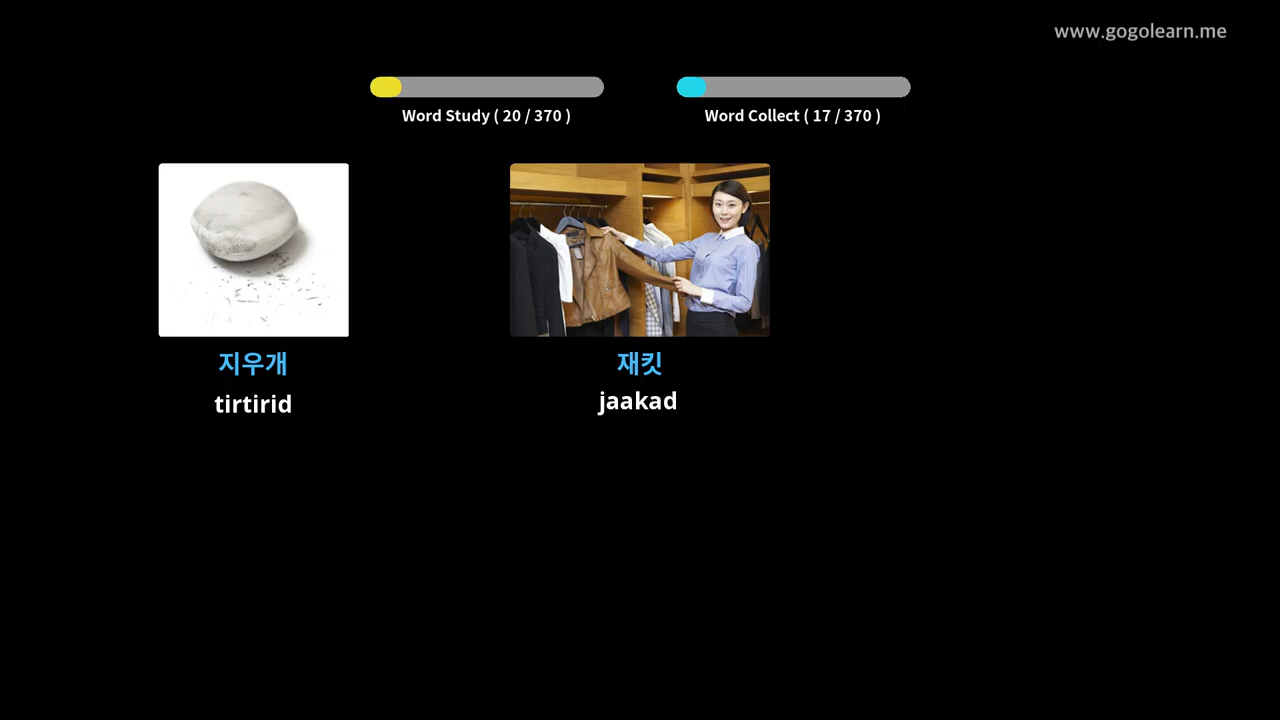 www.gogolearn.me
Word Study ( 20 / 370 )
Word Collect ( 17 / 370 )
지우개
tirtirid
재킷
jaakad